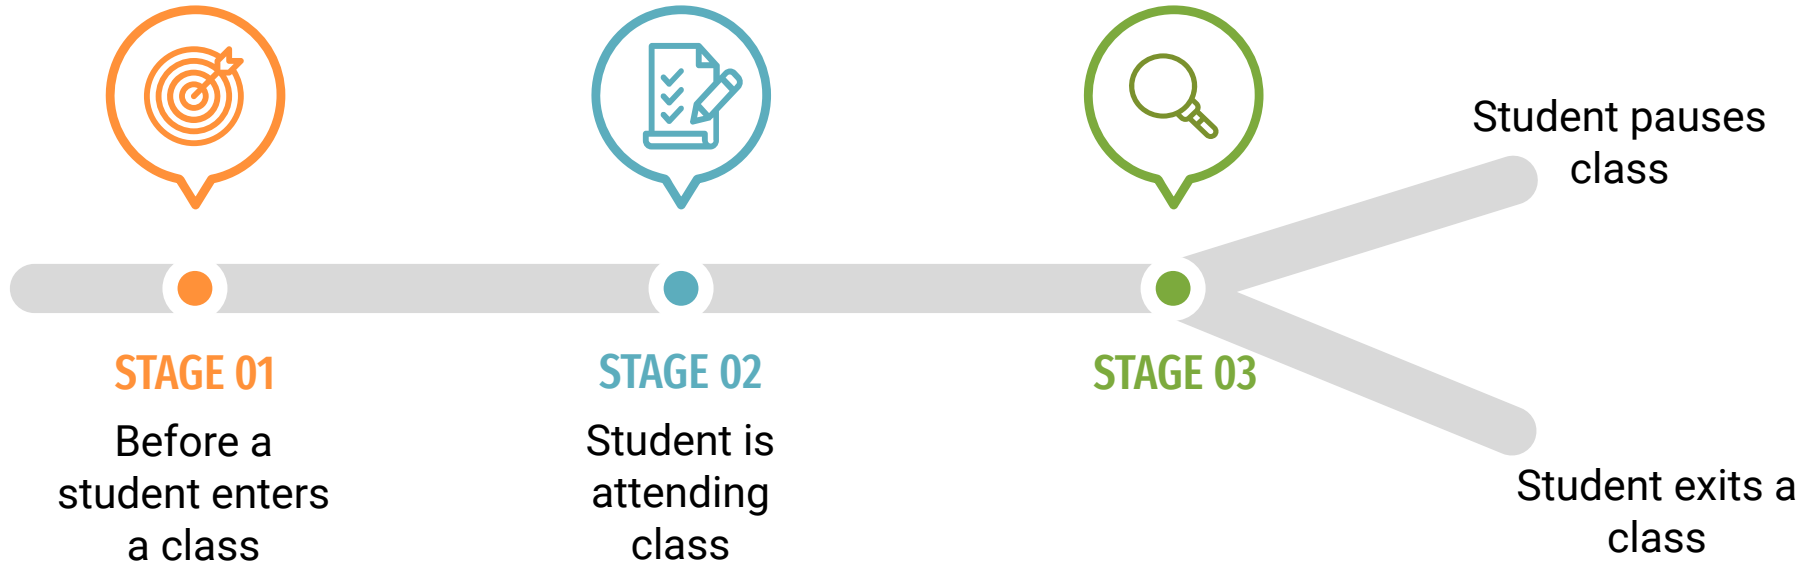 STAGE 01
Before a
student enters
a class
STAGE 02
Student is
attending
class
STAGE 03
Student pauses
class
Student exits a
class